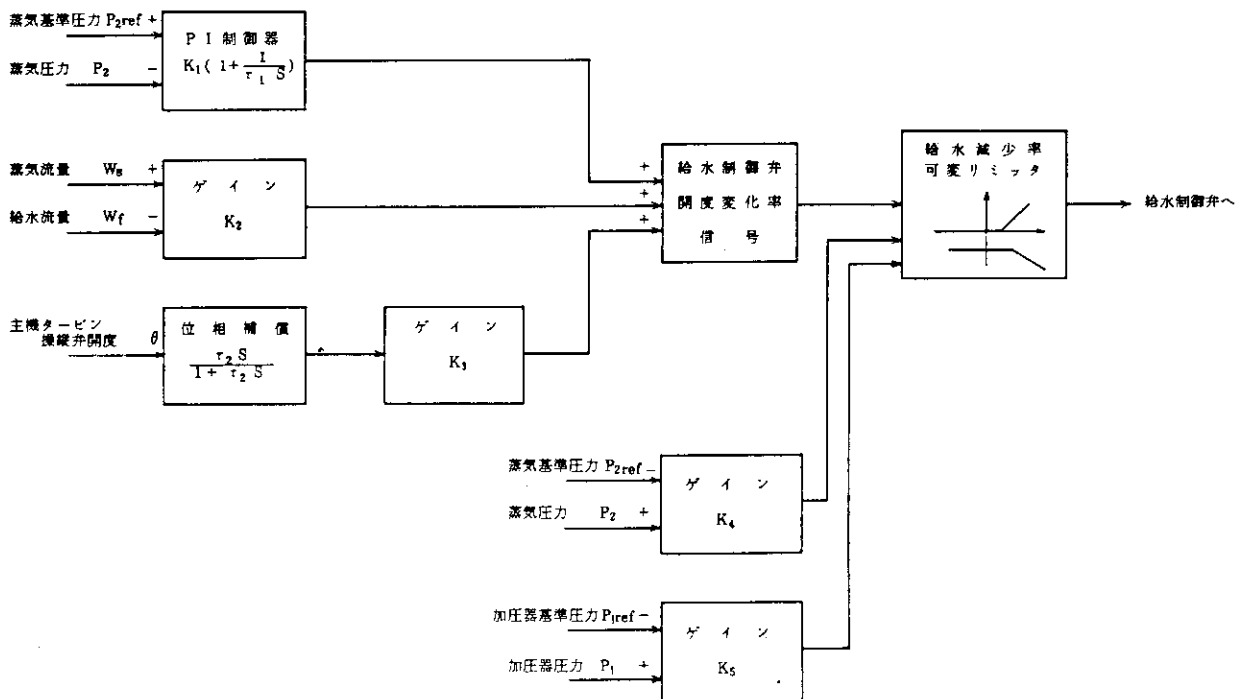 蒸気基準圧力 P₂ref +
蒸気圧力 P₂ −
PI制御器
K₁(1+ 1/τ₁S)
蒸気流量 Ws +
給水流量 Wf −
ゲイン
K₂
主機タービン
操縦弁開度 θ
位相補償
τ₂S/1+τ₂S
ゲイン
K₃
+
+
+
給水制御弁
開度変化率
信号
給水減少率
可変リミッタ
給水制御弁へ
蒸気基準圧力 P₂ref −
蒸気圧力 P₂ +
ゲイン
K₄
加圧器基準圧力 P₁ref −
加圧器圧力 P₁ +
ゲイン
K₅